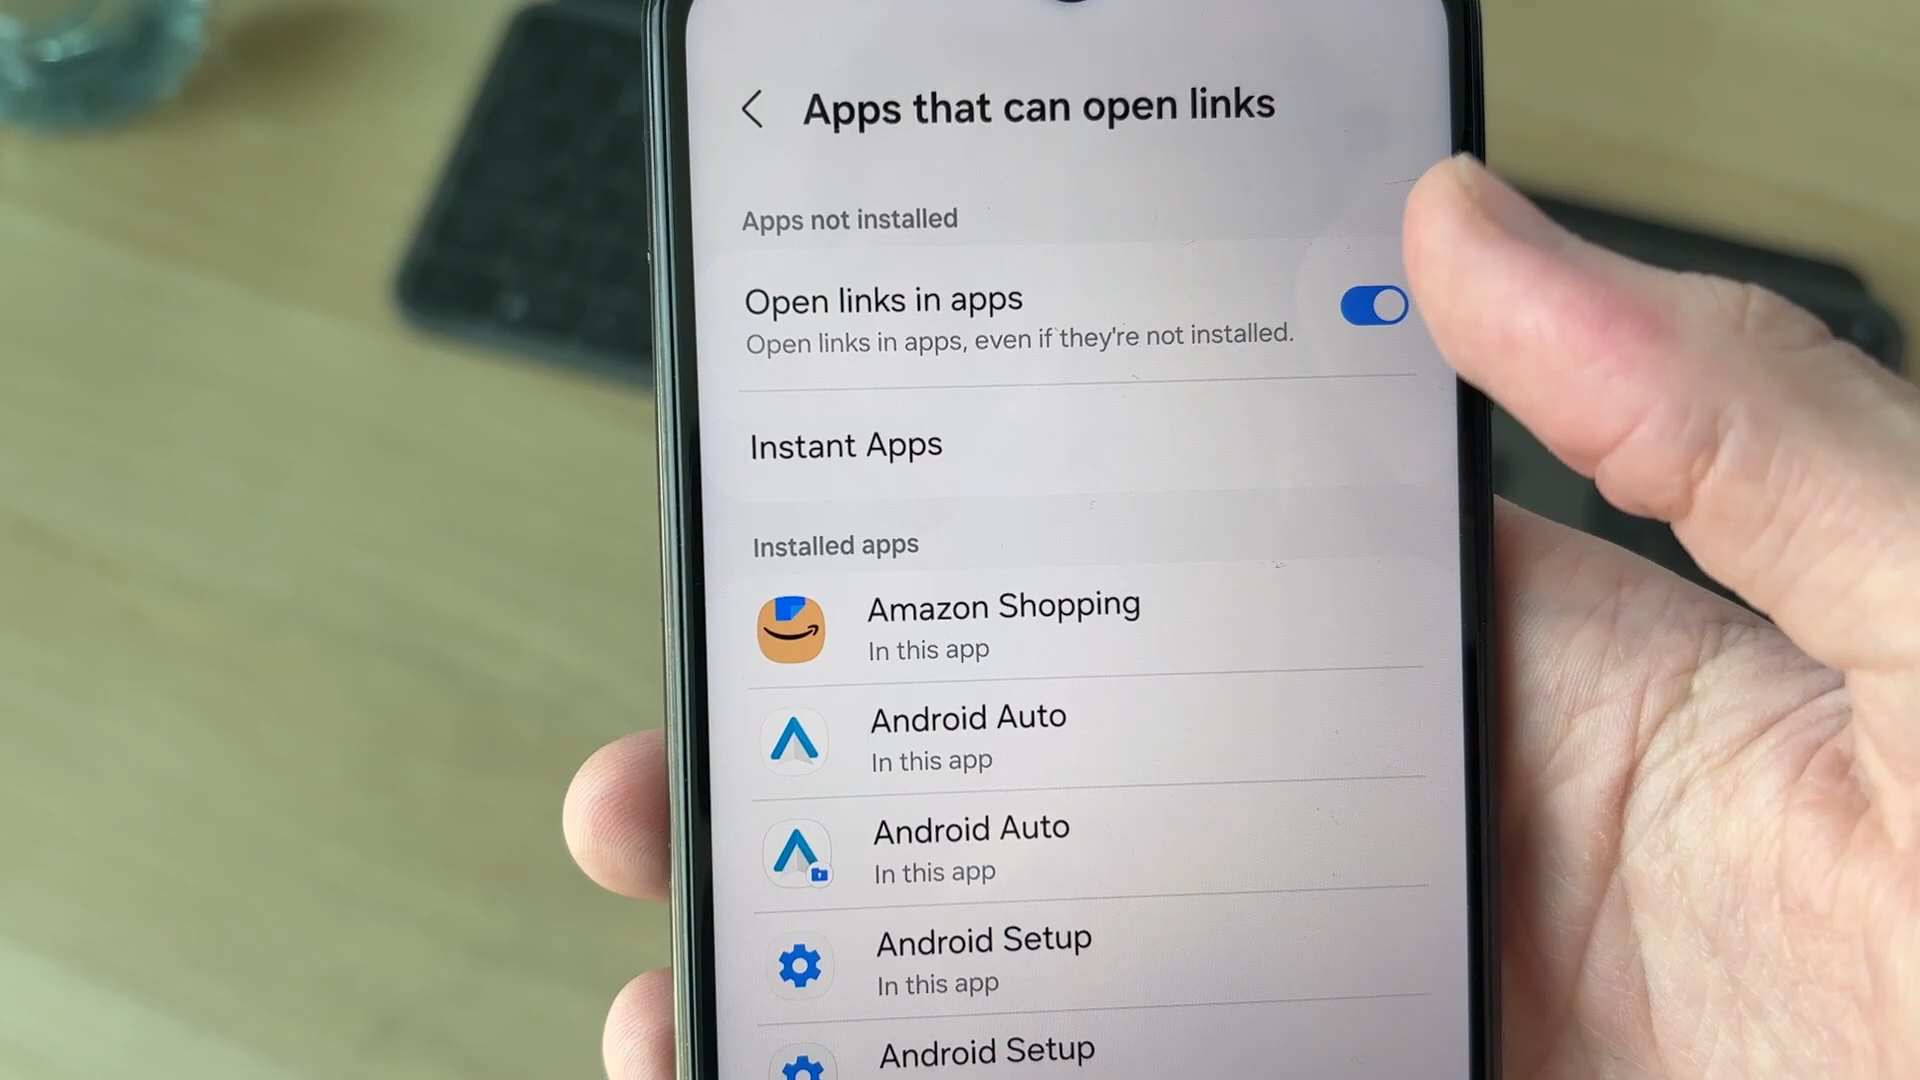 Apps that can open links
Apps not installed
Open links in apps
Open links in apps, even if they're not installed.
Instant Apps
Installed apps
Amazon Shopping
In this app
Android Auto
In this app
Android Auto
In this app
Android Setup
In this app
Android Setup